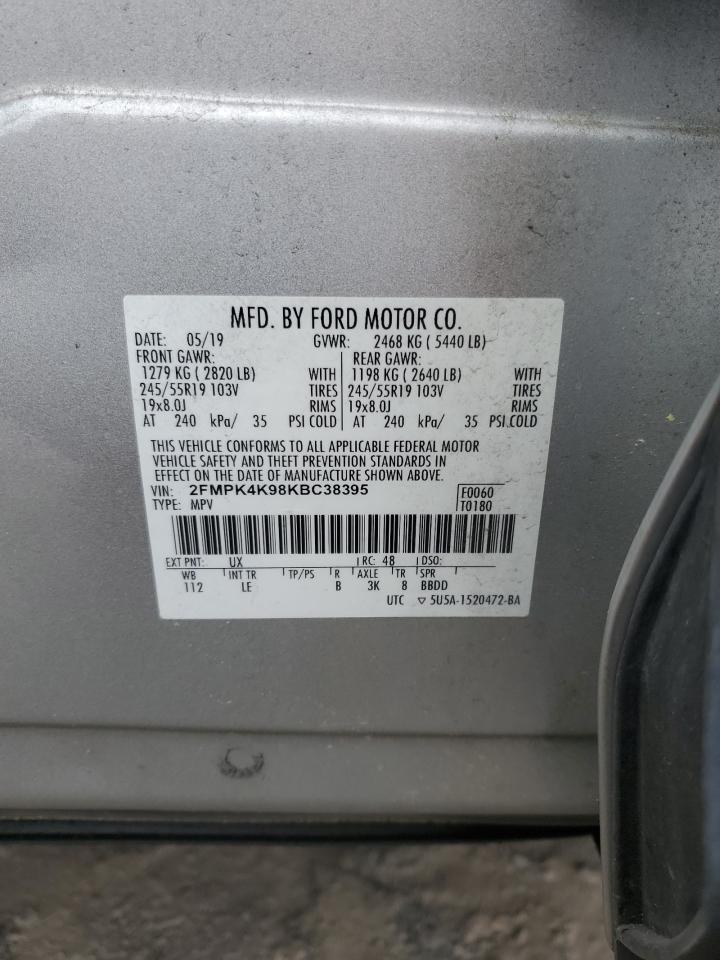 MFD. BY FORD MOTOR CO.
DATE: 05/19 GVWR: 2468 KG ( 5440 LB)
FRONT GAWR: REAR GAWR:
1279 KG ( 2820 LB) WITH 1198 KG ( 2640 LB) WITH
245/55R19 103V TIRES 245/55R19 103V TIRES
19x8.0J RIMS 19x8.0J RIMS
AT 240 kPa/ 35 PSI COLD AT 240 kPa/ 35 PSI COLD
THIS VEHICLE CONFORMS TO ALL APPLICABLE FEDERAL MOTOR
VEHICLE SAFETY AND THEFT PREVENTION STANDARDS IN
EFFECT ON THE DATE OF MANUFACTURE SHOWN ABOVE.
VIN: 2FMPK4K98KBC38395 F0060
TYPE: MPV T0180
EXT PNT: UX RC: 48 DSO:
WB INT TR TP/PS R AXLE TR SPR
112 LE B 3K 8 BBDD
UTC ▽ 5U5A-1520472-BA